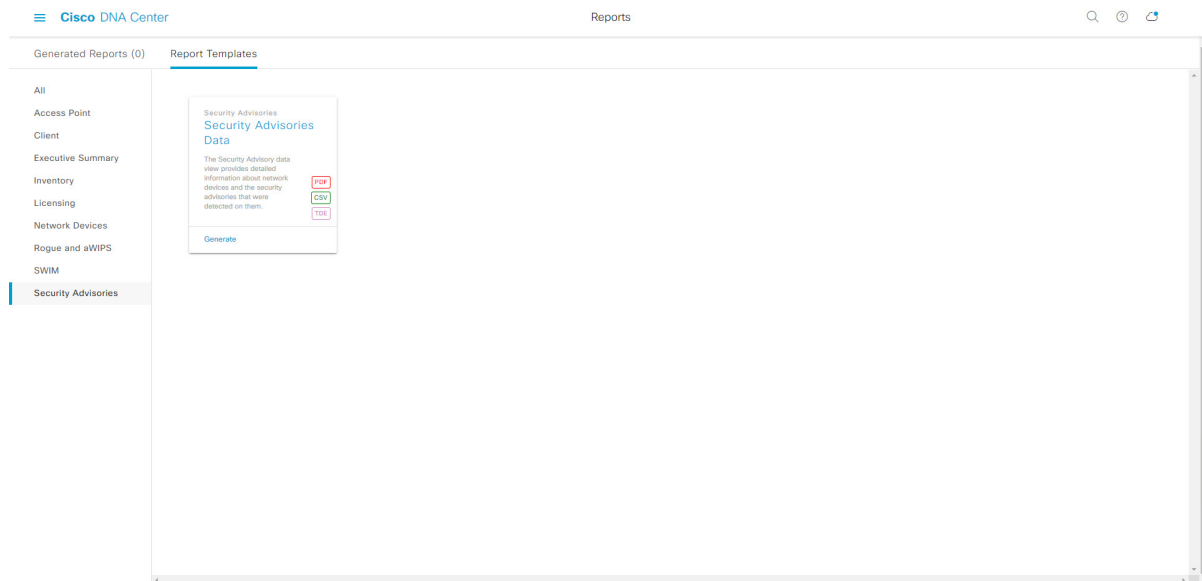 Cisco DNA Center
Reports
Generated Reports (0)
Report Templates
All
Access Point
Client
Executive Summary
Inventory
Licensing
Network Devices
Rogue and aWIPS
SWIM
Security Advisories
Security Advisories
Security Advisories
Data
The Security Advisory data
view provides detailed
information about network
devices and the security
advisories that were
detected on them.
PDF
CSV
TDE
Generate